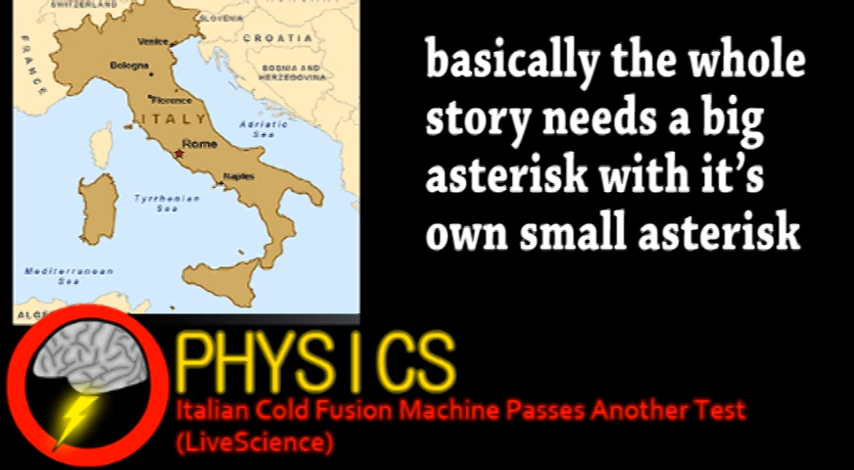 SWITZERLAND
SLOVENIA
FRANCE
Venice
CROATIA
Bologna
BOSNIA AND
HERZEGOVINA
Florence
ITALY
Adriatic
Sea
Rome
Naples
Tyrrhenian
Sea
Mediterranean
Sea
basically the whole
story needs a big
asterisk with it’s
own small asterisk
PHYSICS
Italian Cold Fusion Machine Passes Another Test
(LiveScience)